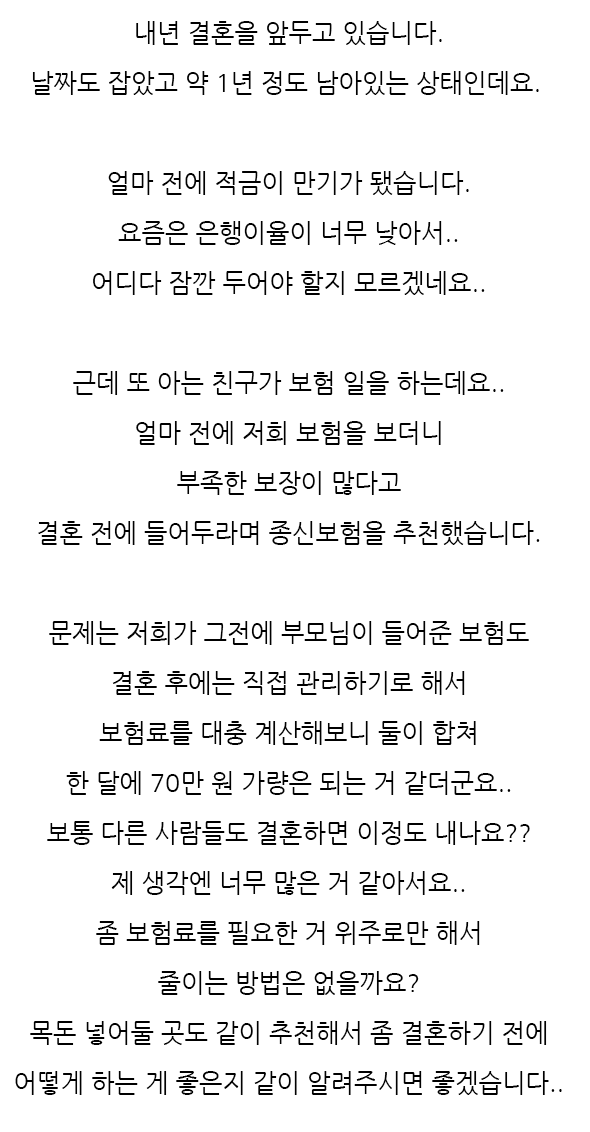 내년 결혼을 앞두고 있습니다.
날짜도 잡았고 약 1년 정도 남아있는 상태인데요.
얼마 전에 적금이 만기가 됐습니다.
요즘은 은행이율이 너무 낮아서..
어디다 잠깐 두어야 할지 모르겠네요..
근데 또 아는 친구가 보험 일을 하는데요..
얼마 전에 저희 보험을 보더니
부족한 보장이 많다고
결혼 전에 들어두라며 종신보험을 추천했습니다.
문제는 저희가 그전에 부모님이 들어준 보험도
결혼 후에는 직접 관리하기로 해서
보험료를 대충 계산해보니 둘이 합쳐
한 달에 70만 원 가량은 되는 거 같더군요..
보통 다른 사람들도 결혼하면 이정도 내나요??
제 생각엔 너무 많은 거 같아서요..
좀 보험료를 필요한 거 위주로만 해서
줄이는 방법은 없을까요?
목돈 넣어둘 곳도 같이 추천해서 좀 결혼하기 전에
어떻게 하는 게 좋은지 같이 알려주시면 좋겠습니다..